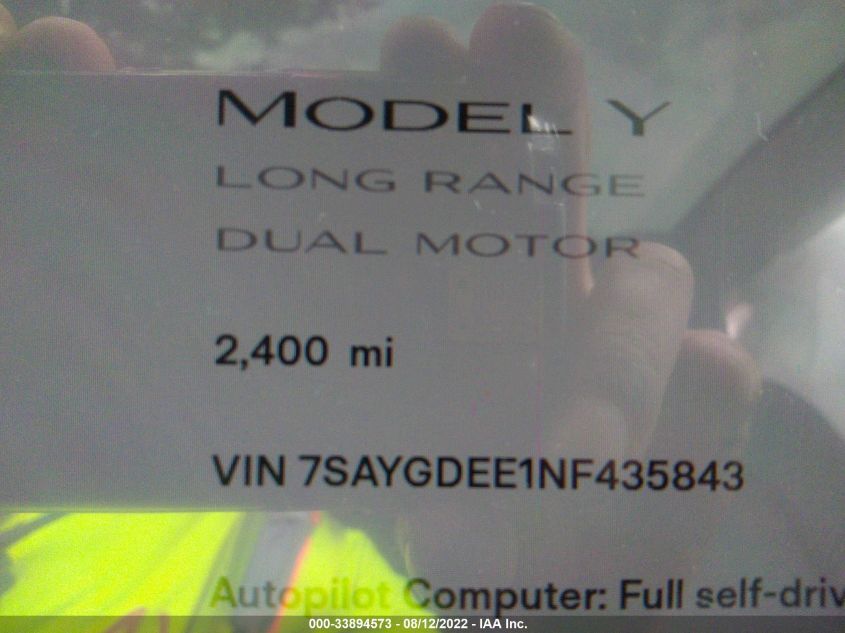 MODEL Y
LONG RANGE
DUAL MOTOR
2,400 mi
VIN 7SAYGDEE1NF435843
Autopilot Computer: Full self-driv
000-33894573 - 08/12/2022 - IAA Inc.